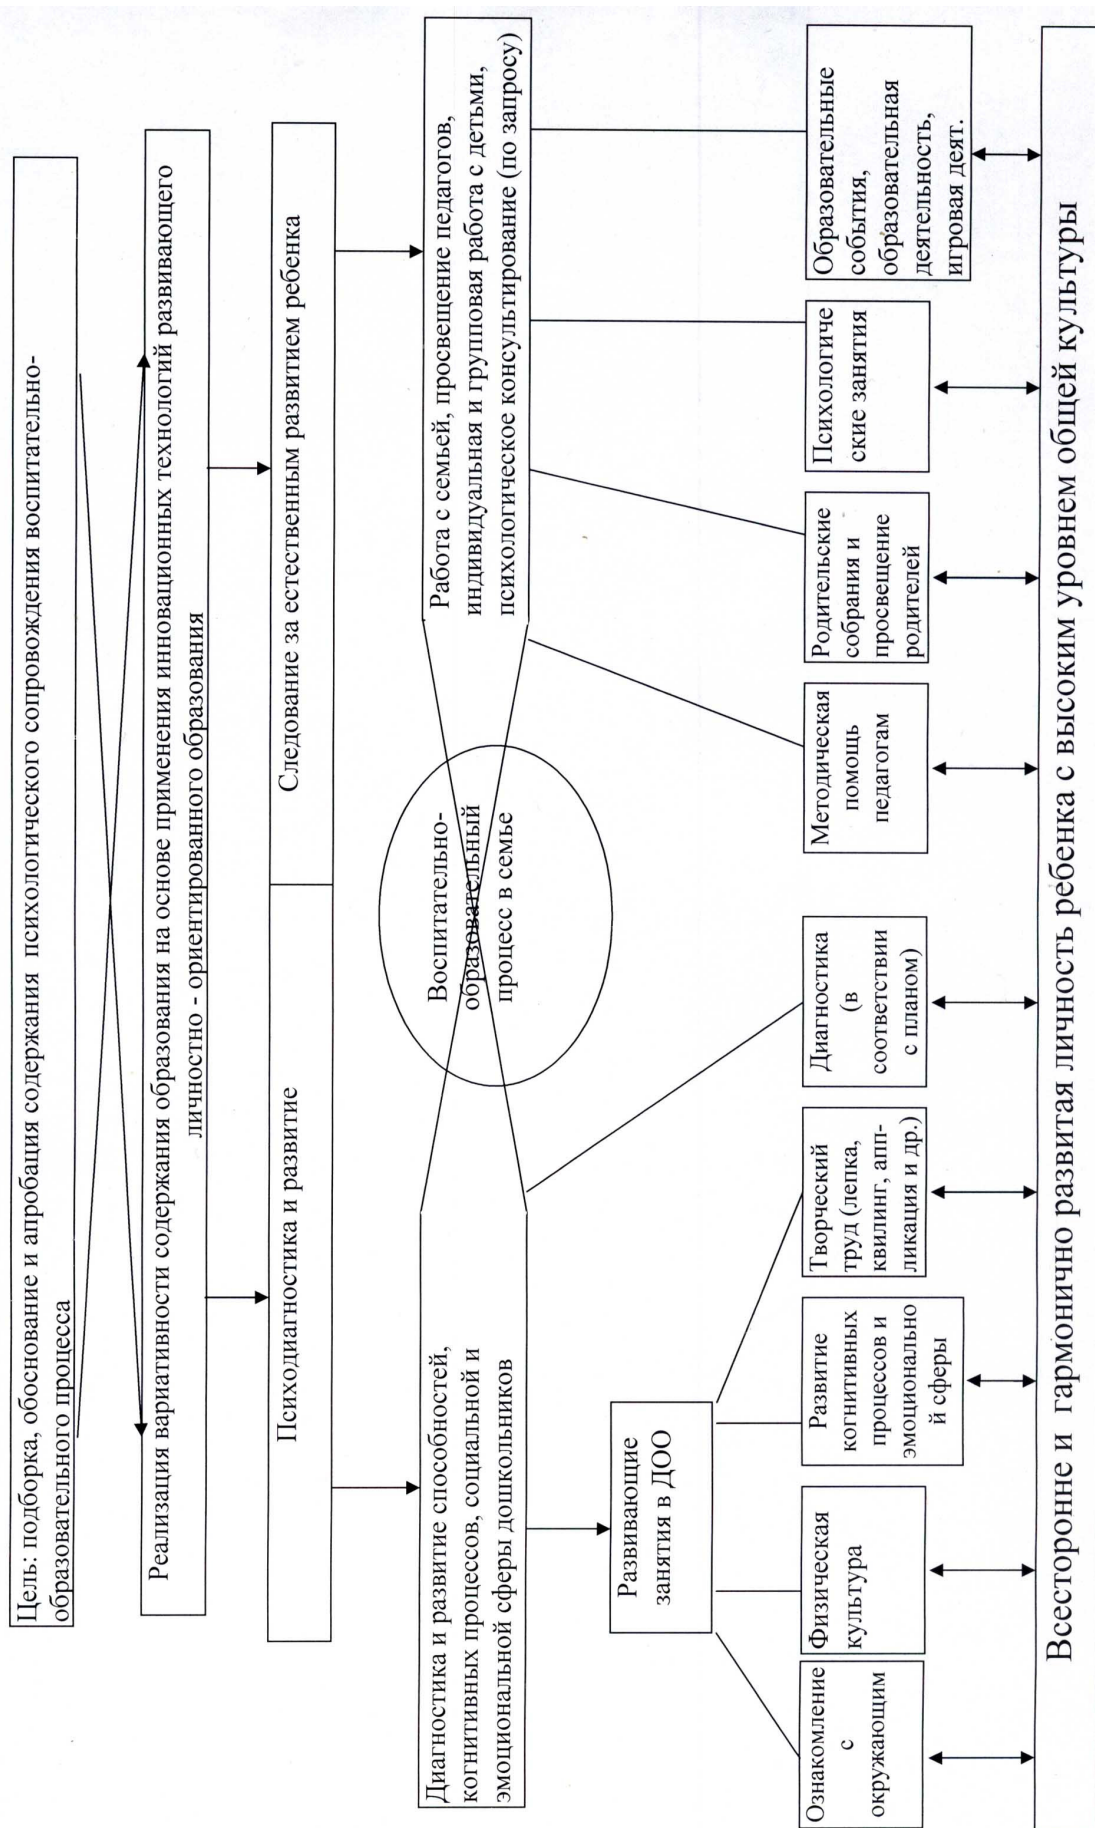 Цель: подборка, обоснование и апробация содержания психологического сопровождения воспитательно-
образовательного процесса
Реализация вариативности содержания образования на основе применения инновационных технологий развивающего
личностно - ориентированного образования
Психодиагностика и развитие
Следование за естественным развитием ребенка
Диагностика и развитие способностей,
когнитивных процессов, социальной и
эмоциональной сферы дошкольников
Воспитательно-
образовательный
процесс в семье
Работа с семьей, просвещение педагогов,
индивидуальная и групповая работа с детьми,
психологическое консультирование (по запросу)
Развивающие
занятия в ДОО
Ознакомление
с
окружающим
Физическая
культура
Развитие
когнитивных
процессов и
эмоционально
й сферы
Творческий
труд (лепка,
квилинг, апп-
ликация и др.)
Диагностика
(в
соответствии
с планом)
Методическая
помощь
педагогам
Родительские
собрания и
просвещение
родителей
Психологиче
ские занятия
Образовательные
события,
образовательная
деятельность,
игровая деят.
Всесторонне и гармонично развитая личность ребенка с высоким уровнем общей культуры